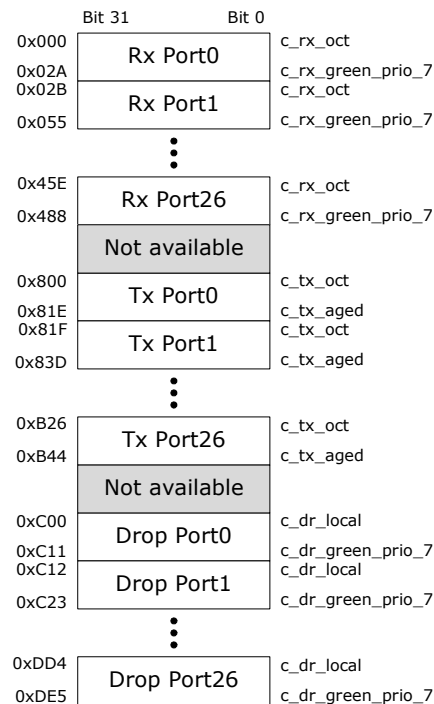 Bit 31 Bit 0
0x000 Rx Port0 c_rx_oct
0x02A c_rx_green_prio_7
0x02B Rx Port1 c_rx_oct
0x055 c_rx_green_prio_7
0x45E Rx Port26 c_rx_oct
0x488 c_rx_green_prio_7
Not available
0x800 Tx Port0 c_tx_oct
0x81E c_tx_aged
0x81F Tx Port1 c_tx_oct
0x83D c_tx_aged
0xB26 Tx Port26 c_tx_oct
0xB44 c_tx_aged
Not available
0xC00 Drop Port0 c_dr_local
0xC11 c_dr_green_prio_7
0xC12 Drop Port1 c_dr_local
0xC23 c_dr_green_prio_7
0xDD4 Drop Port26 c_dr_local
0xDE5 c_dr_green_prio_7